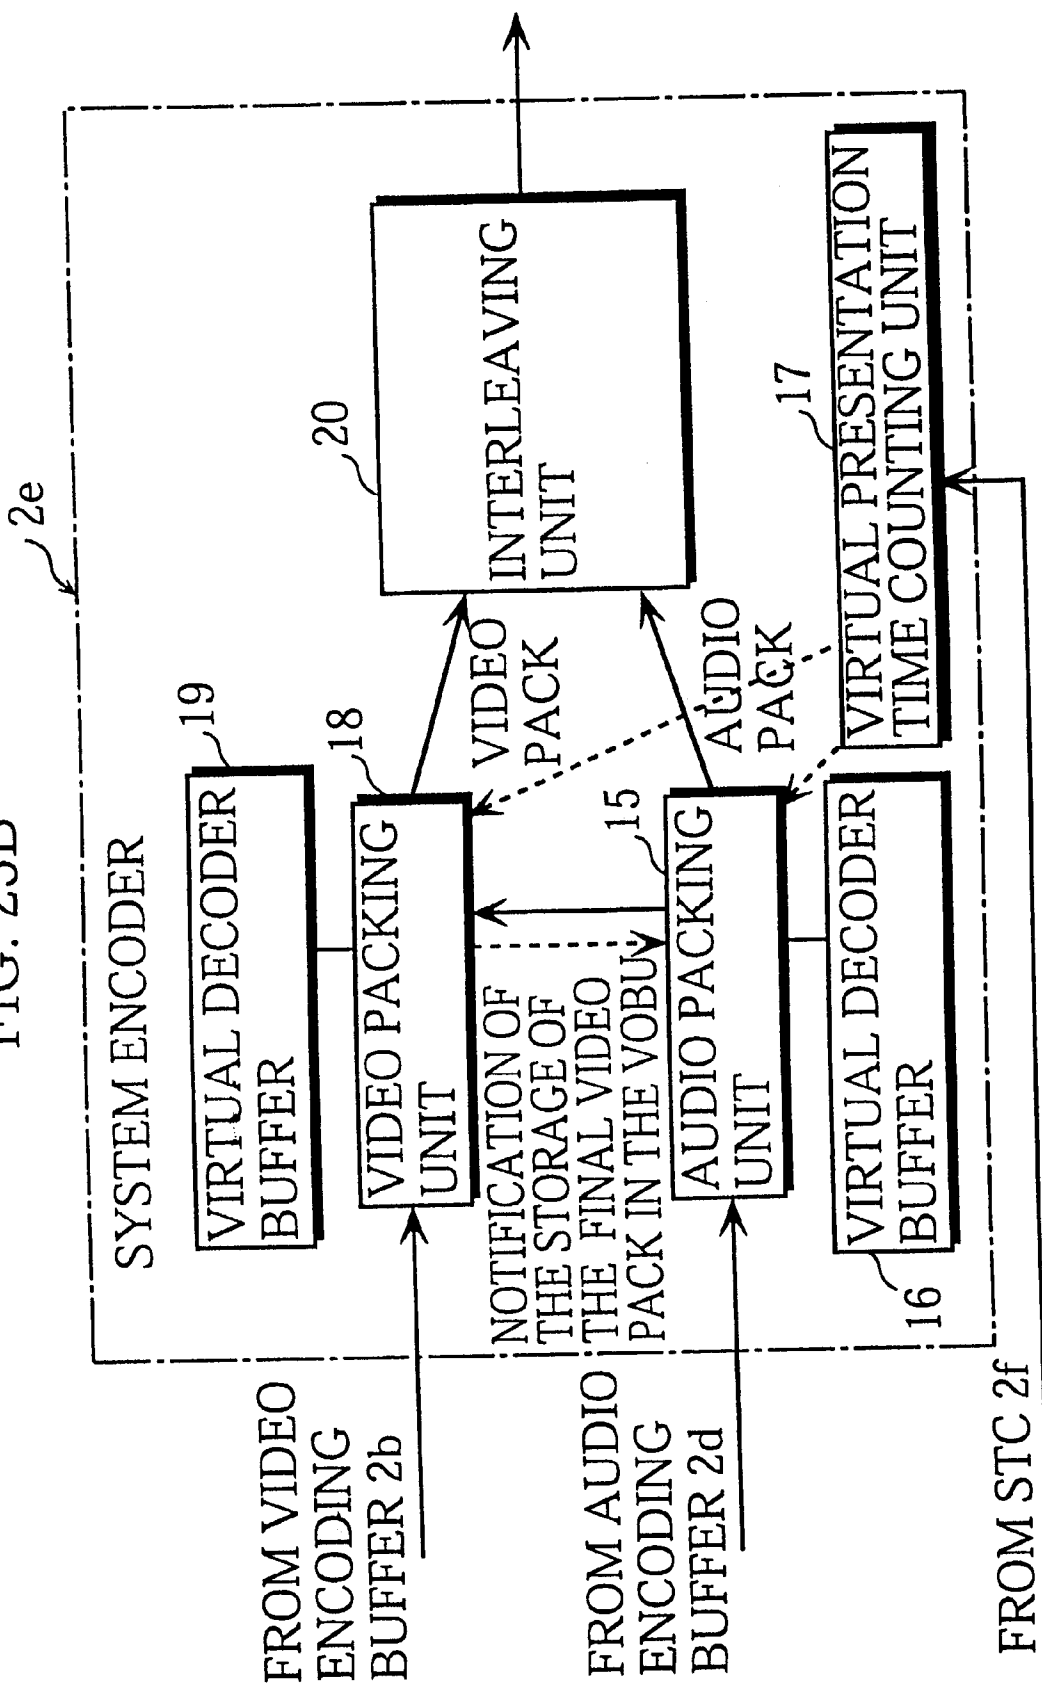 FIG. 23B
2e
SYSTEM ENCODER
19
VIRTUAL DECODER
BUFFER
18
VIDEO PACKING
UNIT
20
INTERLEAVING
UNIT
VIDEO
PACK
FROM VIDEO
ENCODING
BUFFER 2b
NOTIFICATION OF
THE STORAGE OF
THE FINAL VIDEO
PACK IN THE VOBU
15
AUDIO PACKING
UNIT
AUDIO
PACK
FROM AUDIO
ENCODING
BUFFER 2d
17
VIRTUAL PRESENTATION
TIME COUNTING UNIT
VIRTUAL DECODER
BUFFER
16
FROM STC 2f